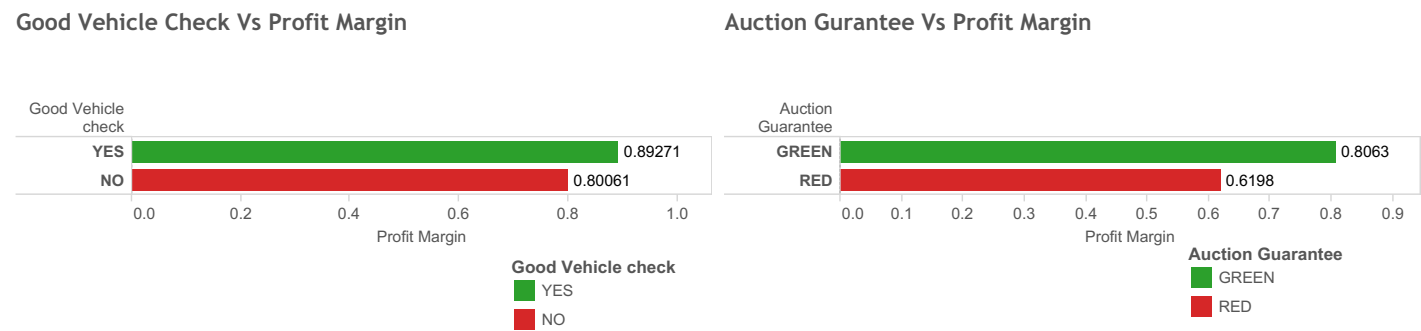 Good Vehicle Check Vs Profit Margin
Good Vehicle
check
YES 0.89271
NO 0.80061
0.0 0.2 0.4 0.6 0.8 1.0
Profit Margin
Good Vehicle check
YES
NO
Auction Gurantee Vs Profit Margin
Auction
Guarantee
GREEN 0.8063
RED 0.6198
0.0 0.1 0.2 0.3 0.4 0.5 0.6 0.7 0.8 0.9
Profit Margin
Auction Guarantee
GREEN
RED